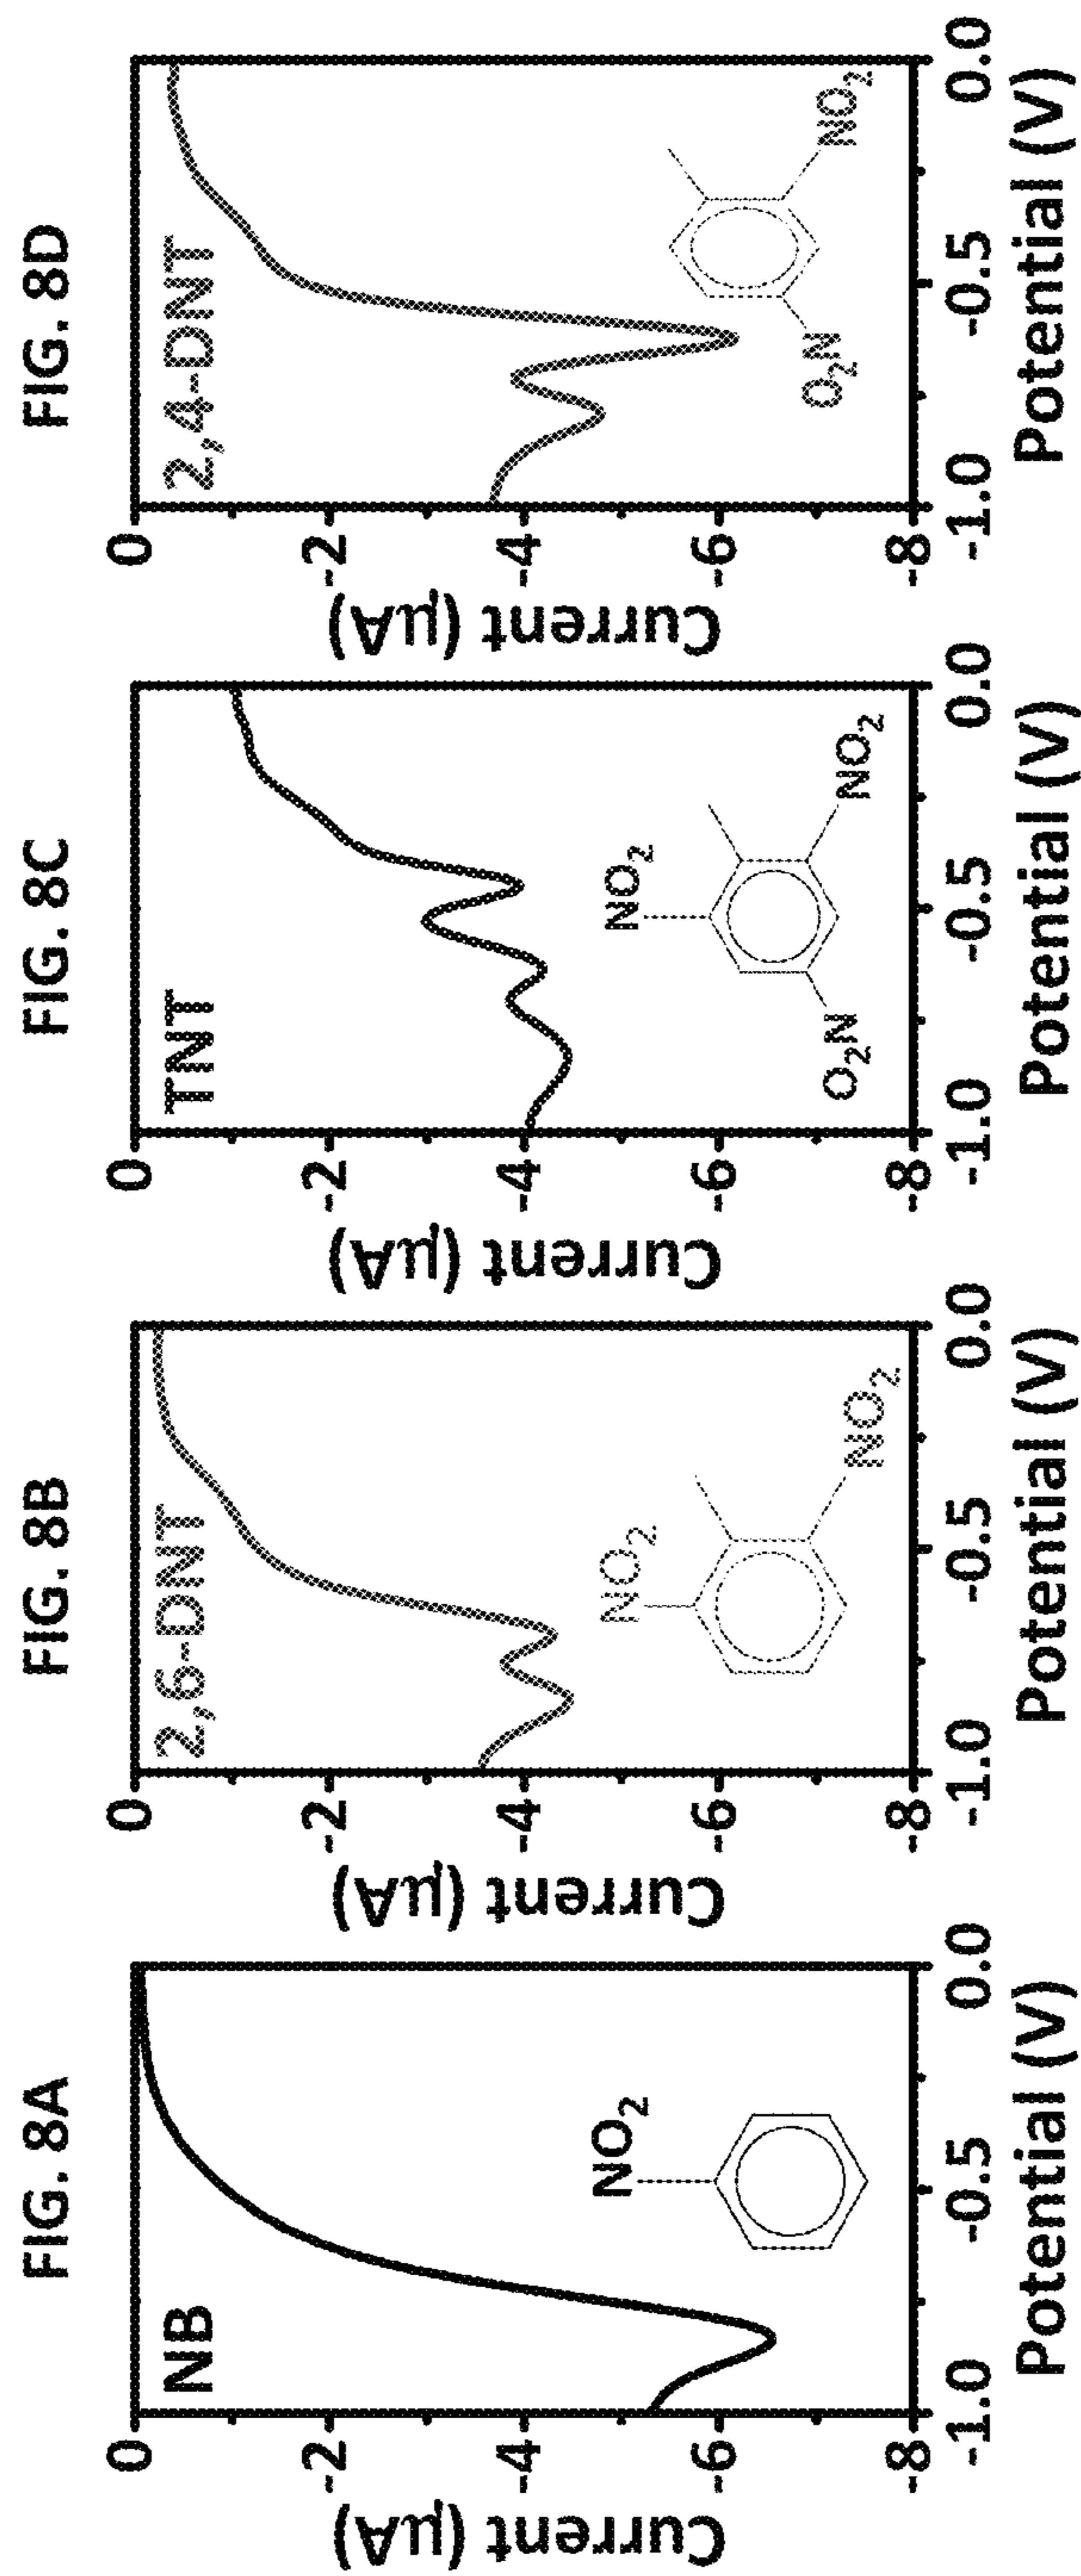 FIG. 8A
NB
NO2
Current (µA)
0
-2
-4
-6
-8
-1.0
-0.5
0.0
Potential (V)
FIG. 8B
2,6-DNT
NO2
NO2
Current (µA)
0
-2
-4
-6
-8
-1.0
-0.5
0.0
Potential (V)
FIG. 8C
TNT
NO2
O2N
NO2
Current (µA)
0
-2
-4
-6
-8
-1.0
-0.5
0.0
Potential (V)
FIG. 8D
2,4-DNT
O2N
NO2
Current (µA)
0
-2
-4
-6
-8
-1.0
-0.5
0.0
Potential (V)